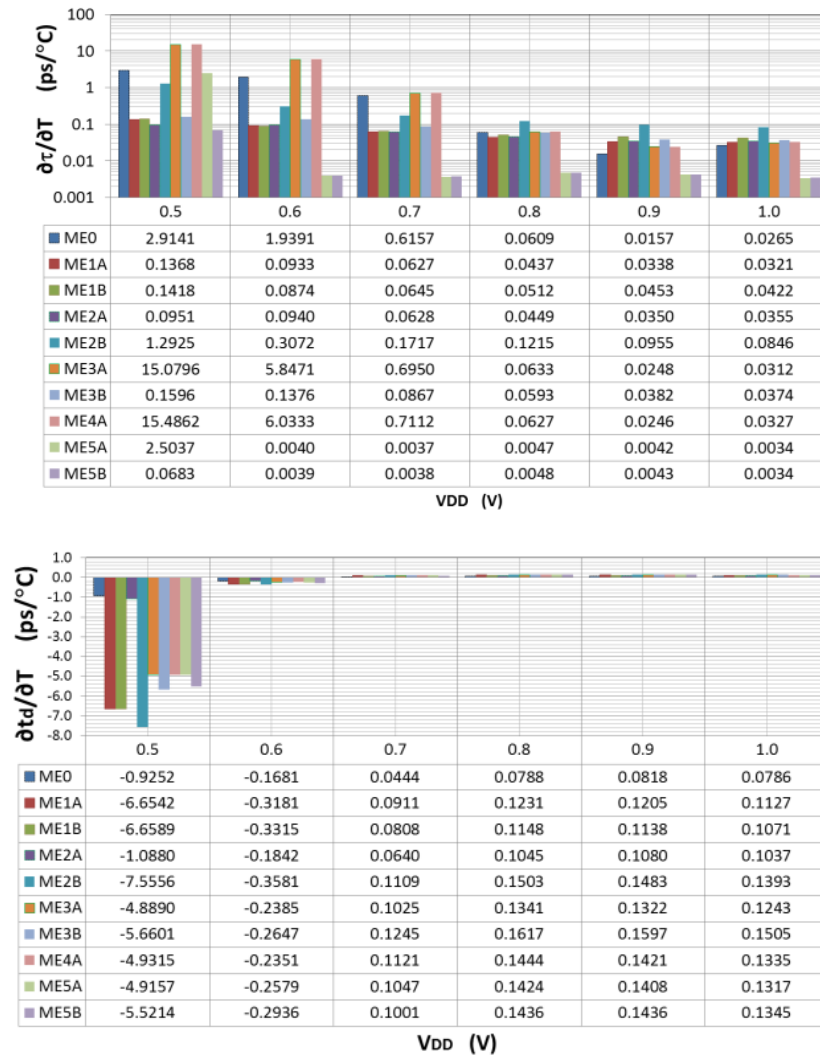 100
10
1
0.1
0.01
0.001
∂τ/∂T (ps/°C)
0.5 0.6 0.7 0.8 0.9 1.0
ME0 2.9141 1.9391 0.6157 0.0609 0.0157 0.0265
ME1A 0.1368 0.0933 0.0627 0.0437 0.0338 0.0321
ME1B 0.1418 0.0874 0.0645 0.0512 0.0453 0.0422
ME2A 0.0951 0.0940 0.0628 0.0449 0.0350 0.0355
ME2B 1.2925 0.3072 0.1717 0.1215 0.0955 0.0846
ME3A 15.0796 5.8471 0.6950 0.0633 0.0248 0.0312
ME3B 0.1596 0.1376 0.0867 0.0593 0.0382 0.0374
ME4A 15.4862 6.0333 0.7112 0.0627 0.0246 0.0327
ME5A 2.5037 0.0040 0.0037 0.0047 0.0042 0.0034
ME5B 0.0683 0.0039 0.0038 0.0048 0.0043 0.0034
VDD (V)
1.0
0.0
-1.0
-2.0
-3.0
-4.0
-5.0
-6.0
-7.0
-8.0
∂td/∂T (ps/°C)
0.5 0.6 0.7 0.8 0.9 1.0
ME0 -0.9252 -0.1681 0.0444 0.0788 0.0818 0.0786
ME1A -6.6542 -0.3181 0.0911 0.1231 0.1205 0.1127
ME1B -6.6589 -0.3315 0.0808 0.1148 0.1138 0.1071
ME2A -1.0880 -0.1842 0.0640 0.1045 0.1080 0.1037
ME2B -7.5556 -0.3581 0.1109 0.1503 0.1483 0.1393
ME3A -4.8890 -0.2385 0.1025 0.1341 0.1322 0.1243
ME3B -5.6601 -0.2647 0.1245 0.1617 0.1597 0.1505
ME4A -4.9315 -0.2351 0.1121 0.1444 0.1421 0.1335
ME5A -4.9157 -0.2579 0.1047 0.1424 0.1408 0.1317
ME5B -5.5214 -0.2936 0.1001 0.1436 0.1436 0.1345
VDD (V)